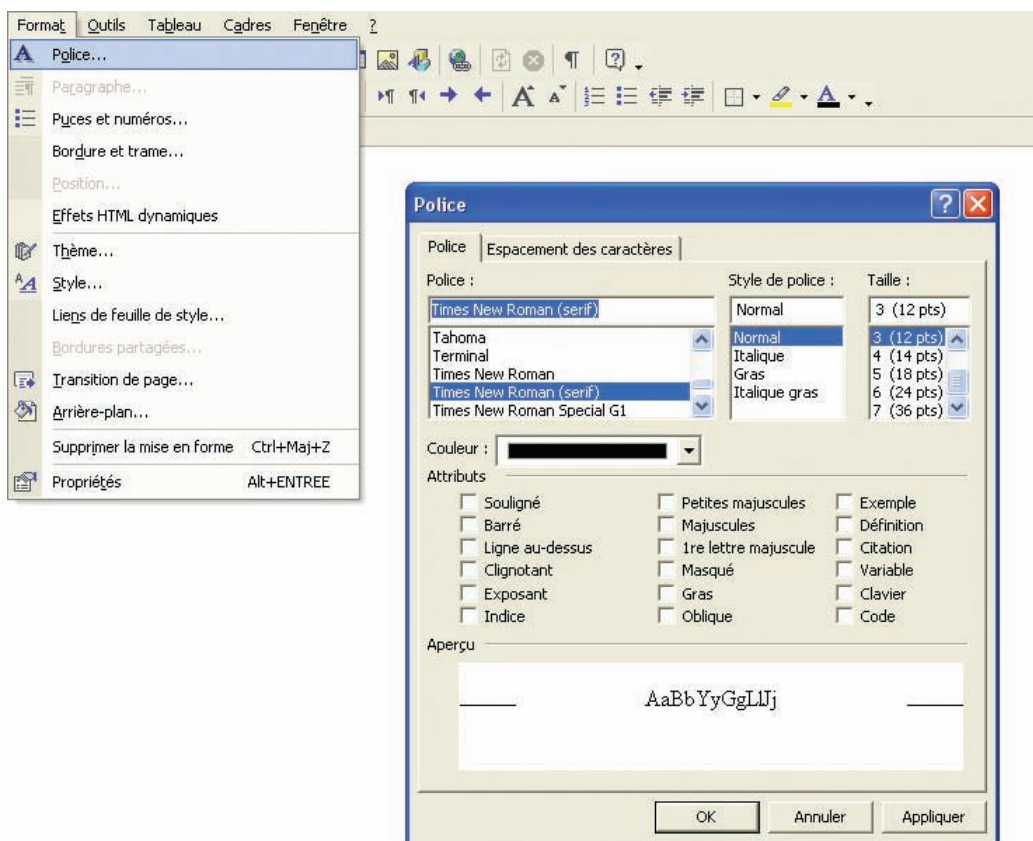 Format Outils Tableau Cadres Fenêtre ?
Police...
Paragraphe...
Puces et numéros...
Bordure et trame...
Position...
Effets HTML dynamiques
Thème...
Style...
Liens de feuille de style...
Bordures partagées...
Transition de page...
Arrière-plan...
Supprimer la mise en forme Ctrl+Maj+Z
Propriétés Alt+ENTREE
Police
Police Espacement des caractères
Police : Style de police : Taille :
Times New Roman (serif) Normal 3 (12 pts)
Tahoma Normal 3 (12 pts)
Terminal Italique 4 (14 pts)
Times New Roman Gras 5 (18 pts)
Times New Roman (serif) Italique gras 6 (24 pts)
Times New Roman Special G1 7 (36 pts)
Couleur :
Attributs
Souligné Petites majuscules Exemple
Barré Majuscules Définition
Ligne au-dessus 1re lettre majuscule Citation
Clignotant Masqué Variable
Exposant Gras Clavier
Indice Oblique Code
Aperçu
AaBbYyGgLlJj
OK Annuler Appliquer